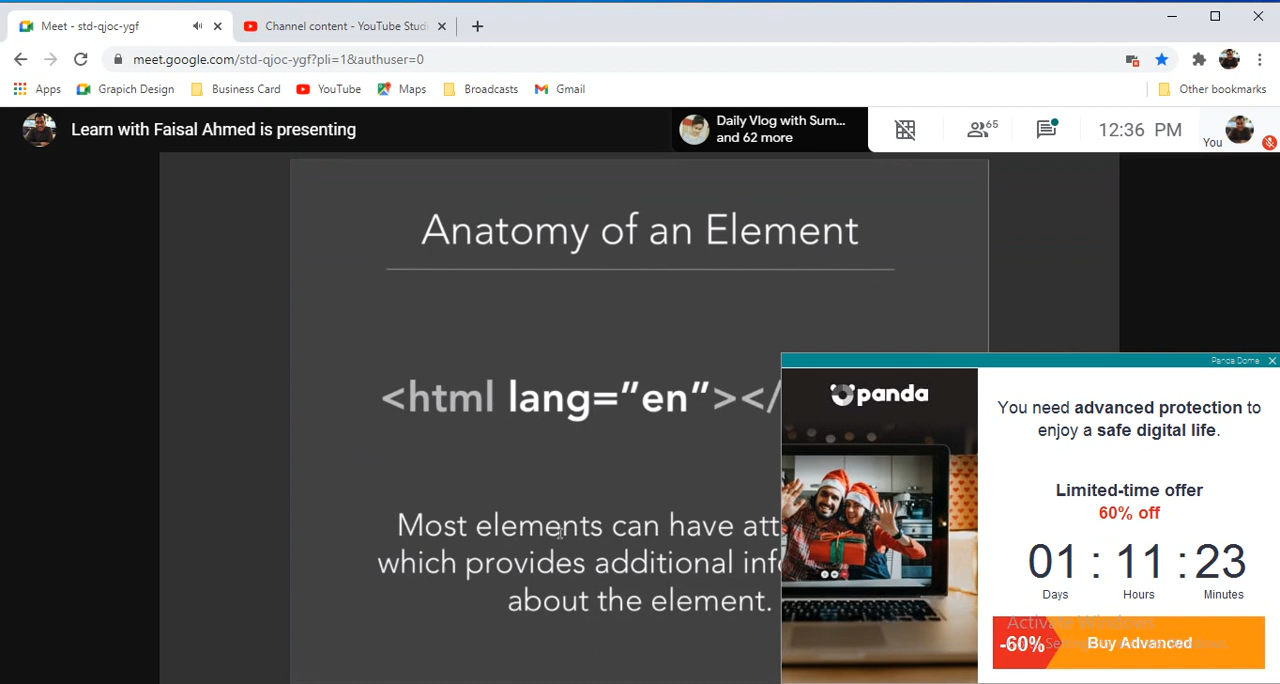 Meet - std-qjoc-ygf
Channel content - YouTube Studi
meet.google.com/std-qjoc-ygf?pli=1&authuser=0
Apps
Grapich Design
Business Card
YouTube
Maps
Broadcasts
Gmail
Other bookmarks
Learn with Faisal Ahmed is presenting
Daily Vlog with Sum...
and 62 more
65
12:36 PM
You
Anatomy of an Element
<html lang=”en”></
Most elements can have att
which provides additional info
about the element.
Panda Dome
panda
You need advanced protection to
enjoy a safe digital life.
Limited-time offer
60% off
01 : 11 : 23
Days Hours Minutes
Activate Windows
-60% Buy Advanced